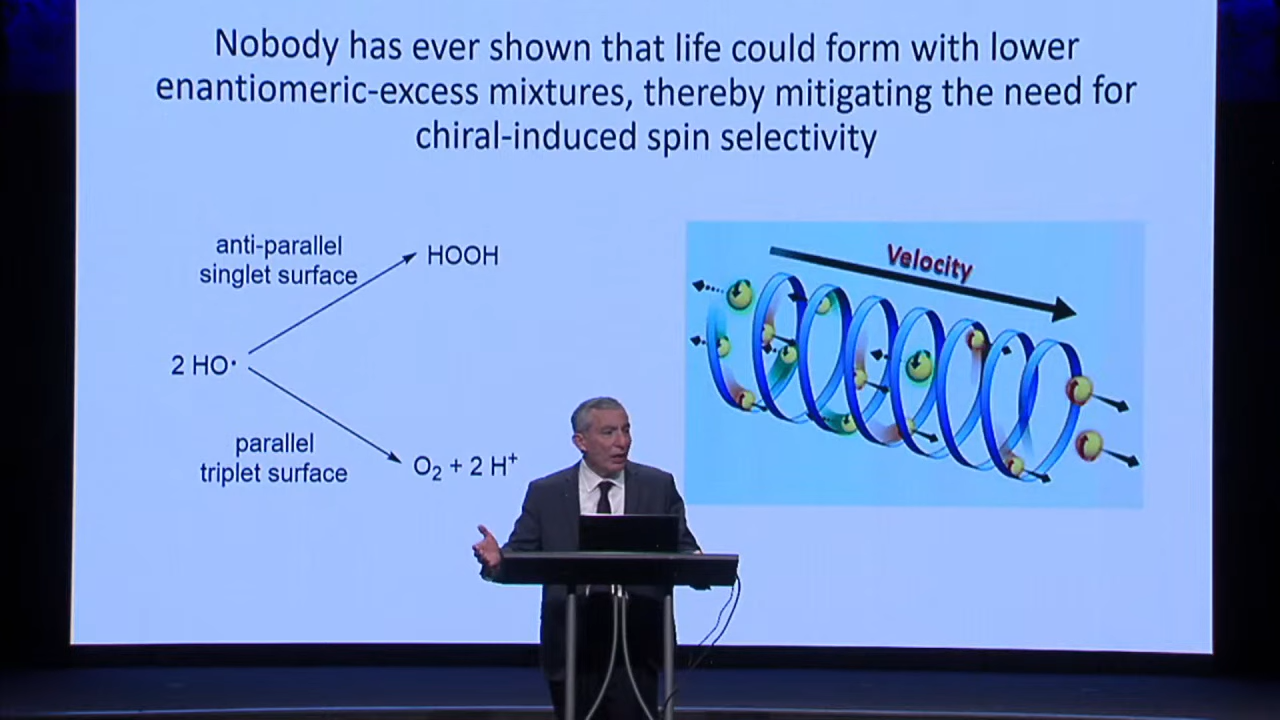 Nobody has ever shown that life could form with lower
enantiomeric-excess mixtures, thereby mitigating the need for
chiral-induced spin selectivity
anti-parallel
singlet surface
HOOH
2 HO·
parallel
triplet surface
O₂ + 2 H⁺
Velocity